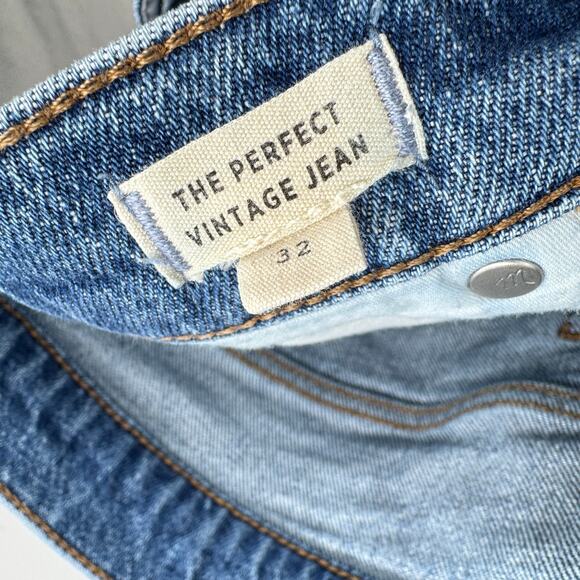 THE PERFECT
VINTAGE JEAN
32
m